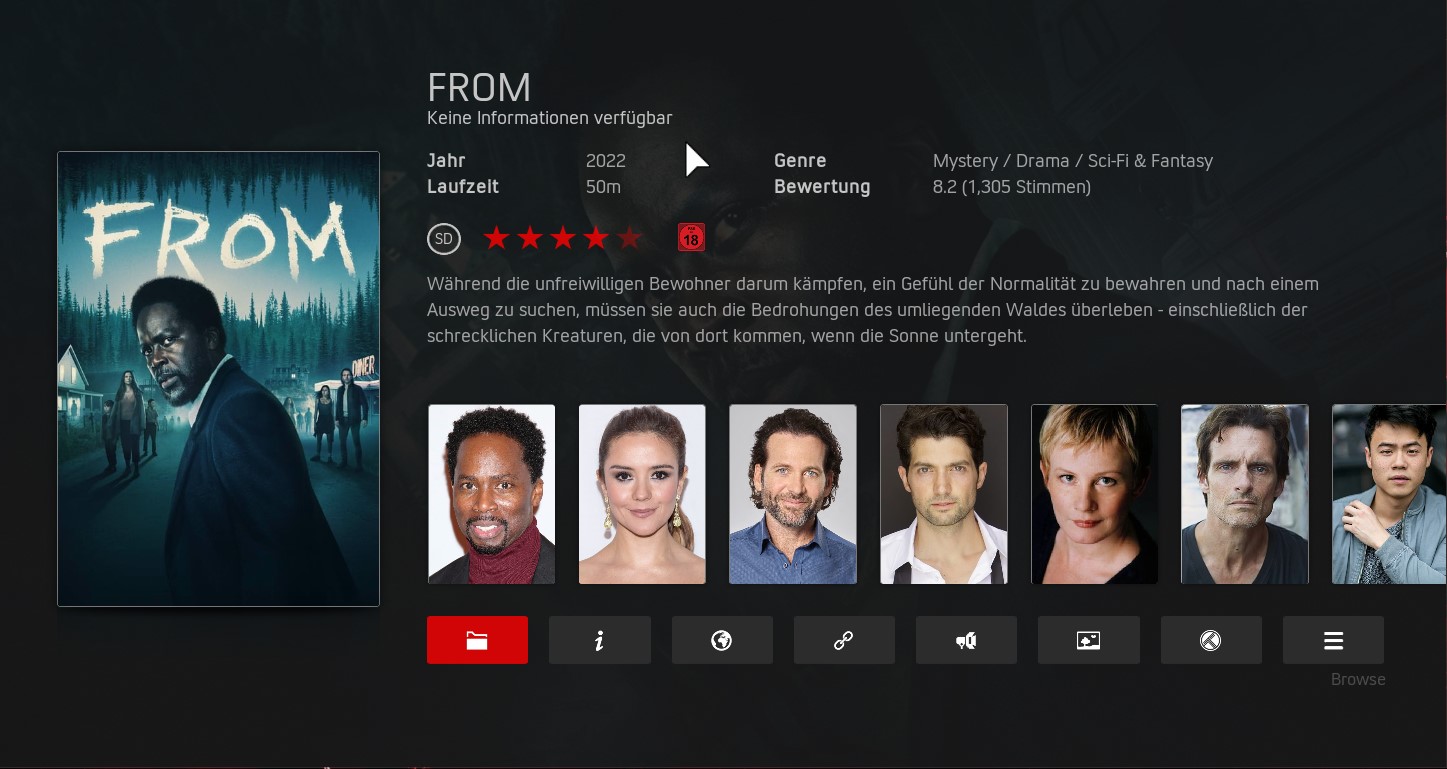 FROM
Keine Informationen verfügbar
Jahr 2022 Genre Mystery / Drama / Sci-Fi & Fantasy
Laufzeit 50m Bewertung 8.2 (1,305 Stimmen)
FROM
DINER
SD 18
Während die unfreiwilligen Bewohner darum kämpfen, ein Gefühl der Normalität zu bewahren und nach einem
Ausweg zu suchen, müssen sie auch die Bedrohungen des umliegenden Waldes überleben - einschließlich der
schrecklichen Kreaturen, die von dort kommen, wenn die Sonne untergeht.
Browse